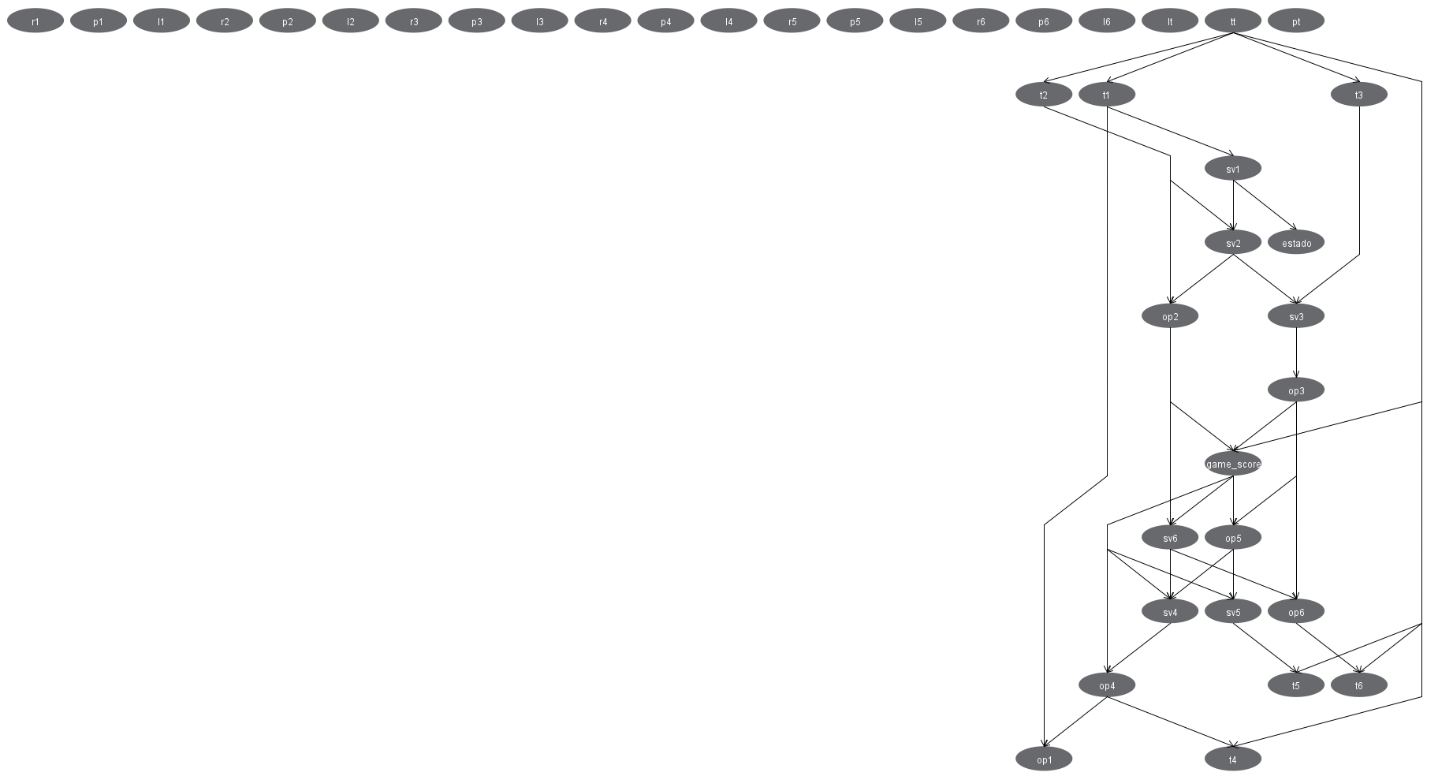 r1 p1 l1 r2 p2 l2 r3 p3 l3 r4 p4 l4 r5 p5 l5 r6 p6 l6 lt tt pt
t2 t1 t3
sv1
sv2 estado
op2 sv3
op3
game_score
sv6 op5
sv4 sv5 op6
op4 t5 t6
op1 t4